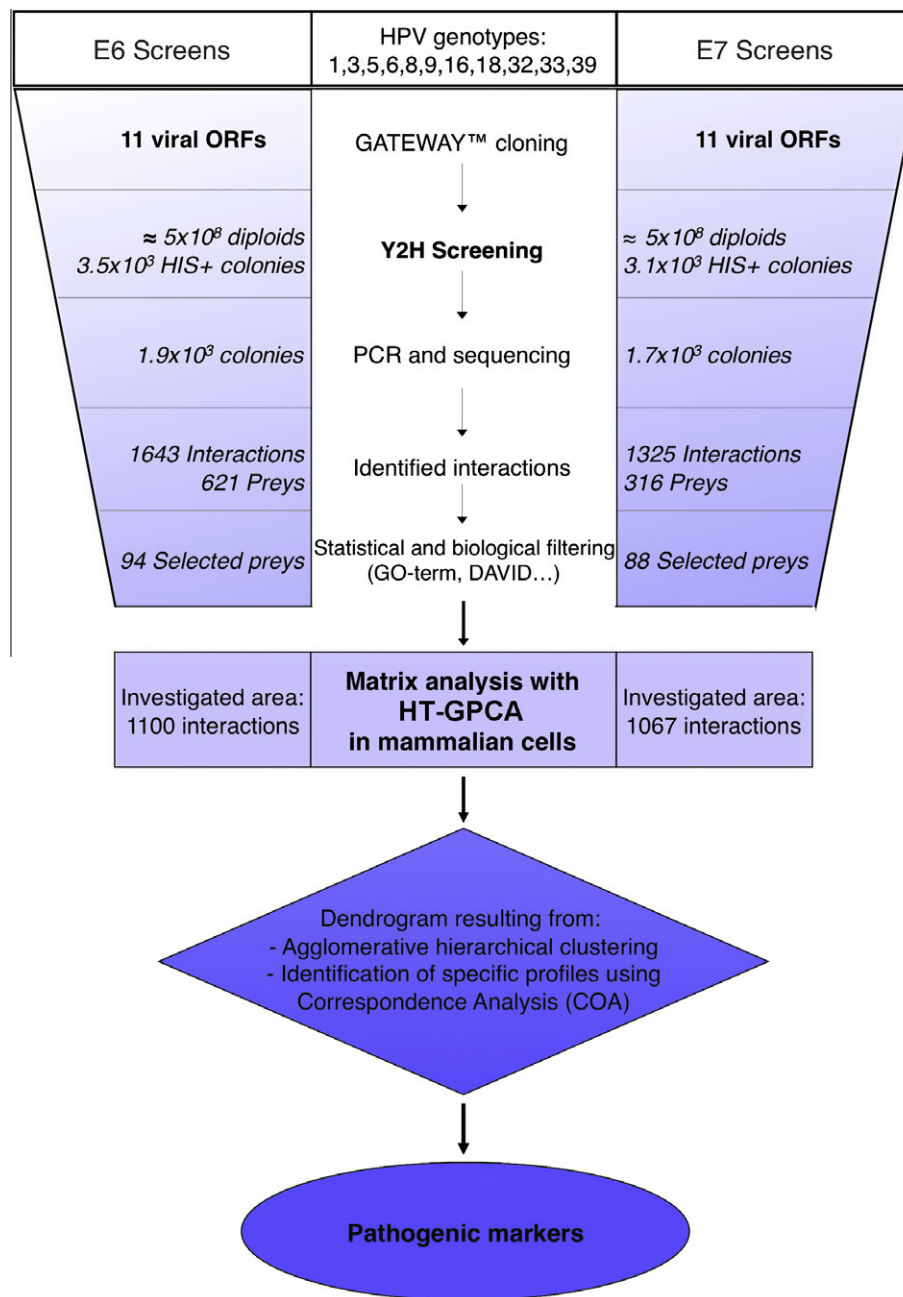 E6 Screens
HPV genotypes:
1,3,5,6,8,9,16,18,32,33,39
E7 Screens
11 viral ORFs
GATEWAY™ cloning
11 viral ORFs
≈ 5x10⁸ diploids
3.5x10³ HIS+ colonies
Y2H Screening
≈ 5x10⁸ diploids
3.1x10³ HIS+ colonies
1.9x10³ colonies
PCR and sequencing
1.7x10³ colonies
1643 Interactions
621 Preys
Identified interactions
1325 Interactions
316 Preys
94 Selected preys
Statistical and biological filtering
(GO-term, DAVID...)
88 Selected preys
Investigated area:
1100 interactions
Matrix analysis with
HT-GPCA
in mammalian cells
Investigated area:
1067 interactions
Dendrogram resulting from:
- Agglomerative hierarchical clustering
- Identification of specific profiles using
Correspondence Analysis (COA)
Pathogenic markers